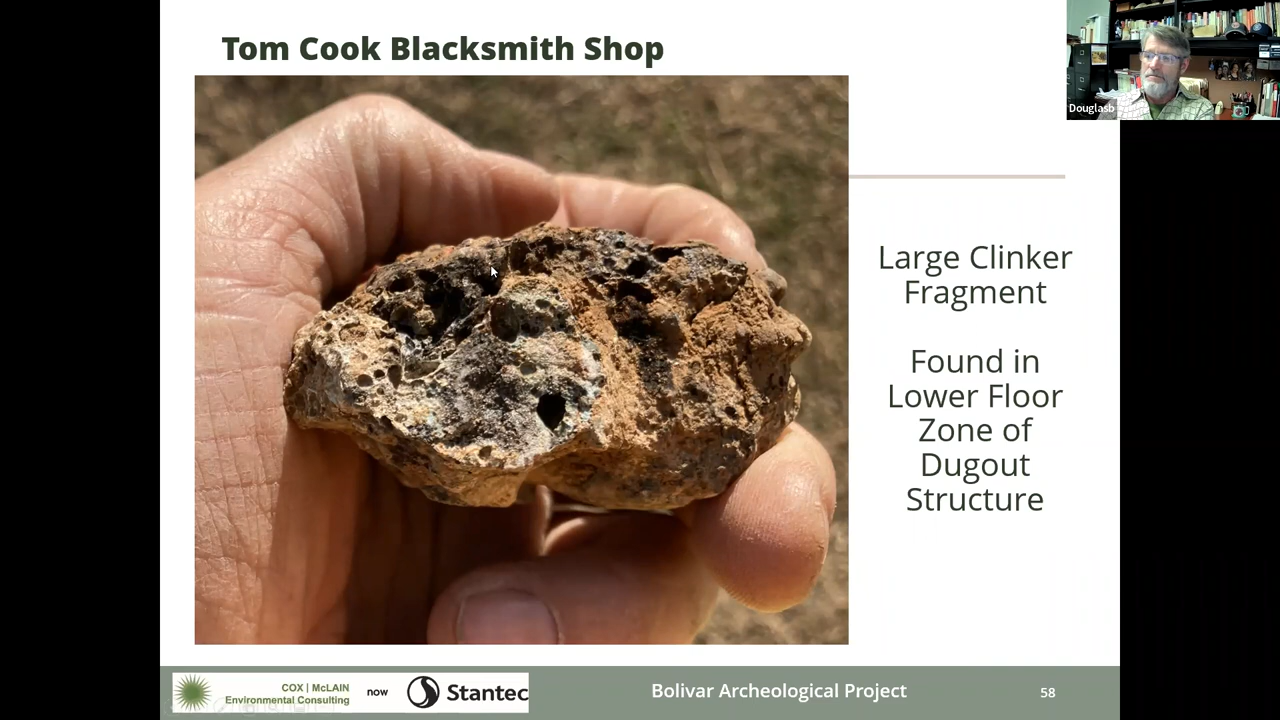 Tom Cook Blacksmith Shop
Douglasb
Large Clinker
Fragment
Found in
Lower Floor
Zone of
Dugout
Structure
COX | McLAIN
Environmental Consulting
now
Stantec
Bolivar Archeological Project
58